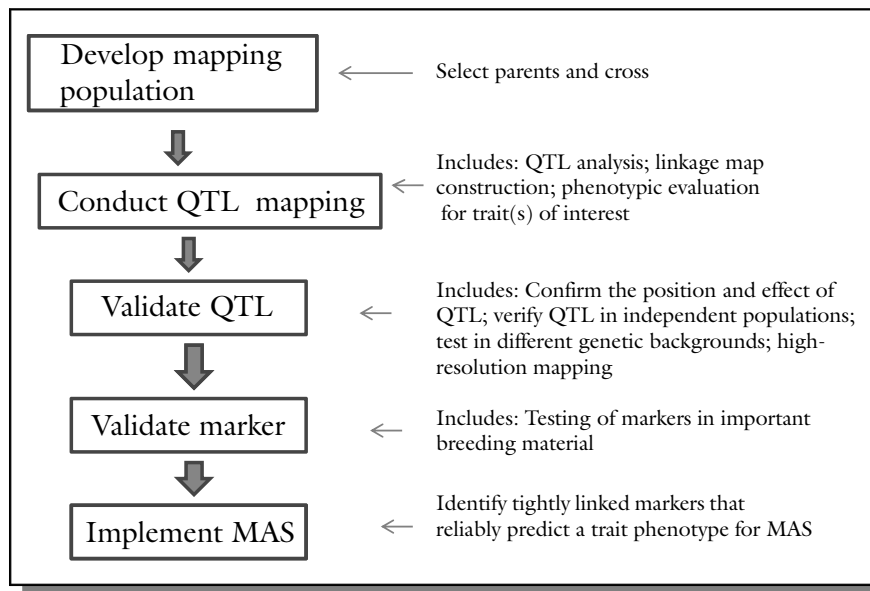 Develop mapping
population
Select parents and cross
Conduct QTL mapping
Includes: QTL analysis; linkage map
construction; phenotypic evaluation
for trait(s) of interest
Validate QTL
Includes: Confirm the position and effect of
QTL; verify QTL in independent populations;
test in different genetic backgrounds; high-
resolution mapping
Validate marker
Includes: Testing of markers in important
breeding material
Implement MAS
Identify tightly linked markers that
reliably predict a trait phenotype for MAS